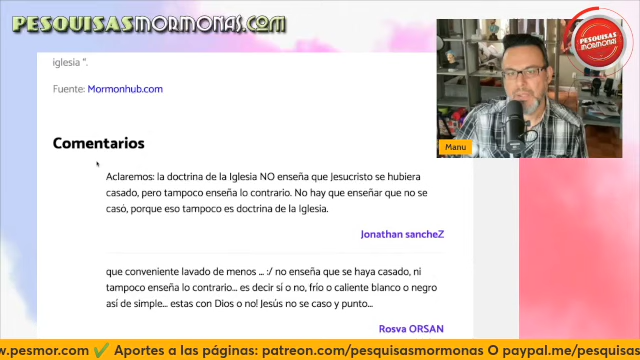 PESQUISASMORMONAS.COM
PESQUISAS
MORMONAS
iglesia ".
Fuente: Mormonhub.com
Manu
Comentarios
Aclaremos: la doctrina de la Iglesia NO enseña que Jesucristo se hubiera
casado, pero tampoco enseña lo contrario. No hay que enseñar que no se
casó, porque eso tampoco es doctrina de la Iglesia.
Jonathan sancheZ
que conveniente lavado de menos ... :/ no enseña que se haya casado, ni
tampoco enseña lo contrario... es decir sí o no, frío o caliente blanco o negro
así de simple... estas con Dios o no! Jesús no se caso y punto...
Rosva ORSAN
w.pesmor.com ✔ Aportes a las páginas: patreon.com/pesquisasmormonas O paypal.me/pesquisas